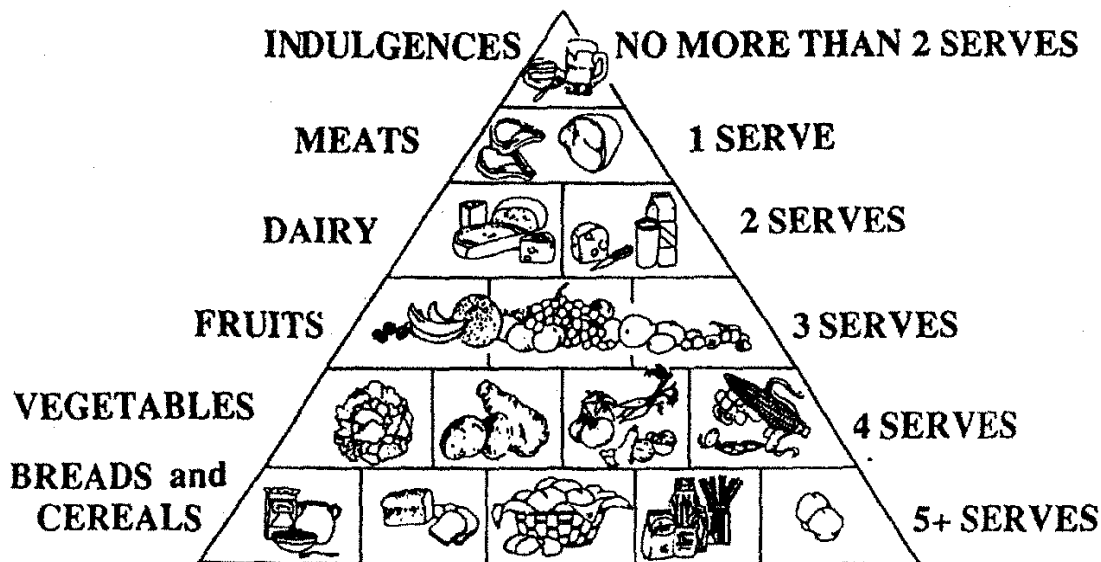 INDULGENCES NO MORE THAN 2 SERVES
MEATS 1 SERVE
DAIRY 2 SERVES
FRUITS 3 SERVES
VEGETABLES 4 SERVES
BREADS and
CEREALS 5+ SERVES